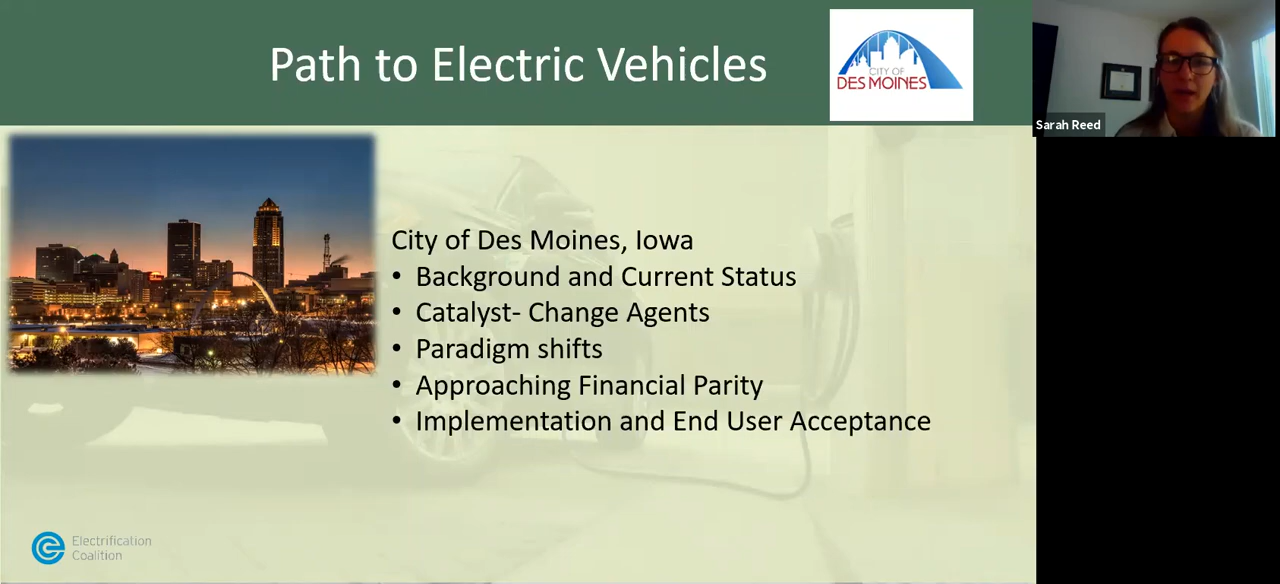 Path to Electric Vehicles
CITY OF
DES MOINES
Sarah Reed
City of Des Moines, Iowa
• Background and Current Status
• Catalyst- Change Agents
• Paradigm shifts
• Approaching Financial Parity
• Implementation and End User Acceptance
Electrification
Coalition